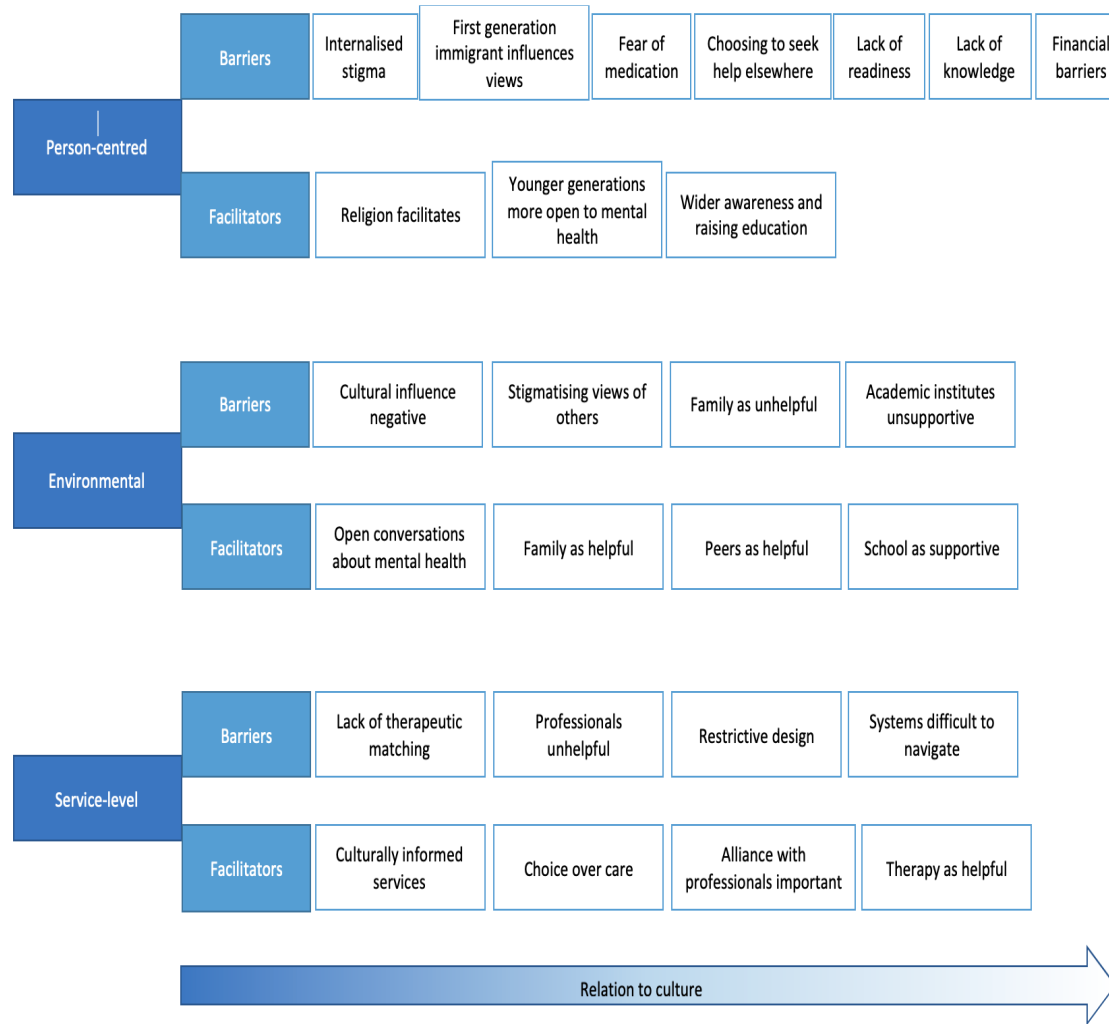 Person-centred
Barriers
Internalised
stigma
First generation
immigrant influences
views
Fear of
medication
Choosing to seek
help elsewhere
Lack of
readiness
Lack of
knowledge
Financial
barriers
Facilitators
Religion facilitates
Younger generations
more open to mental
health
Wider awareness and
raising education
Environmental
Barriers
Cultural influence
negative
Stigmatising views of
others
Family as unhelpful
Academic institutes
unsupportive
Facilitators
Open conversations
about mental health
Family as helpful
Peers as helpful
School as supportive
Service-level
Barriers
Lack of therapeutic
matching
Professionals
unhelpful
Restrictive design
Systems difficult to
navigate
Facilitators
Culturally informed
services
Choice over care
Alliance with
professionals important
Therapy as helpful
Relation to culture